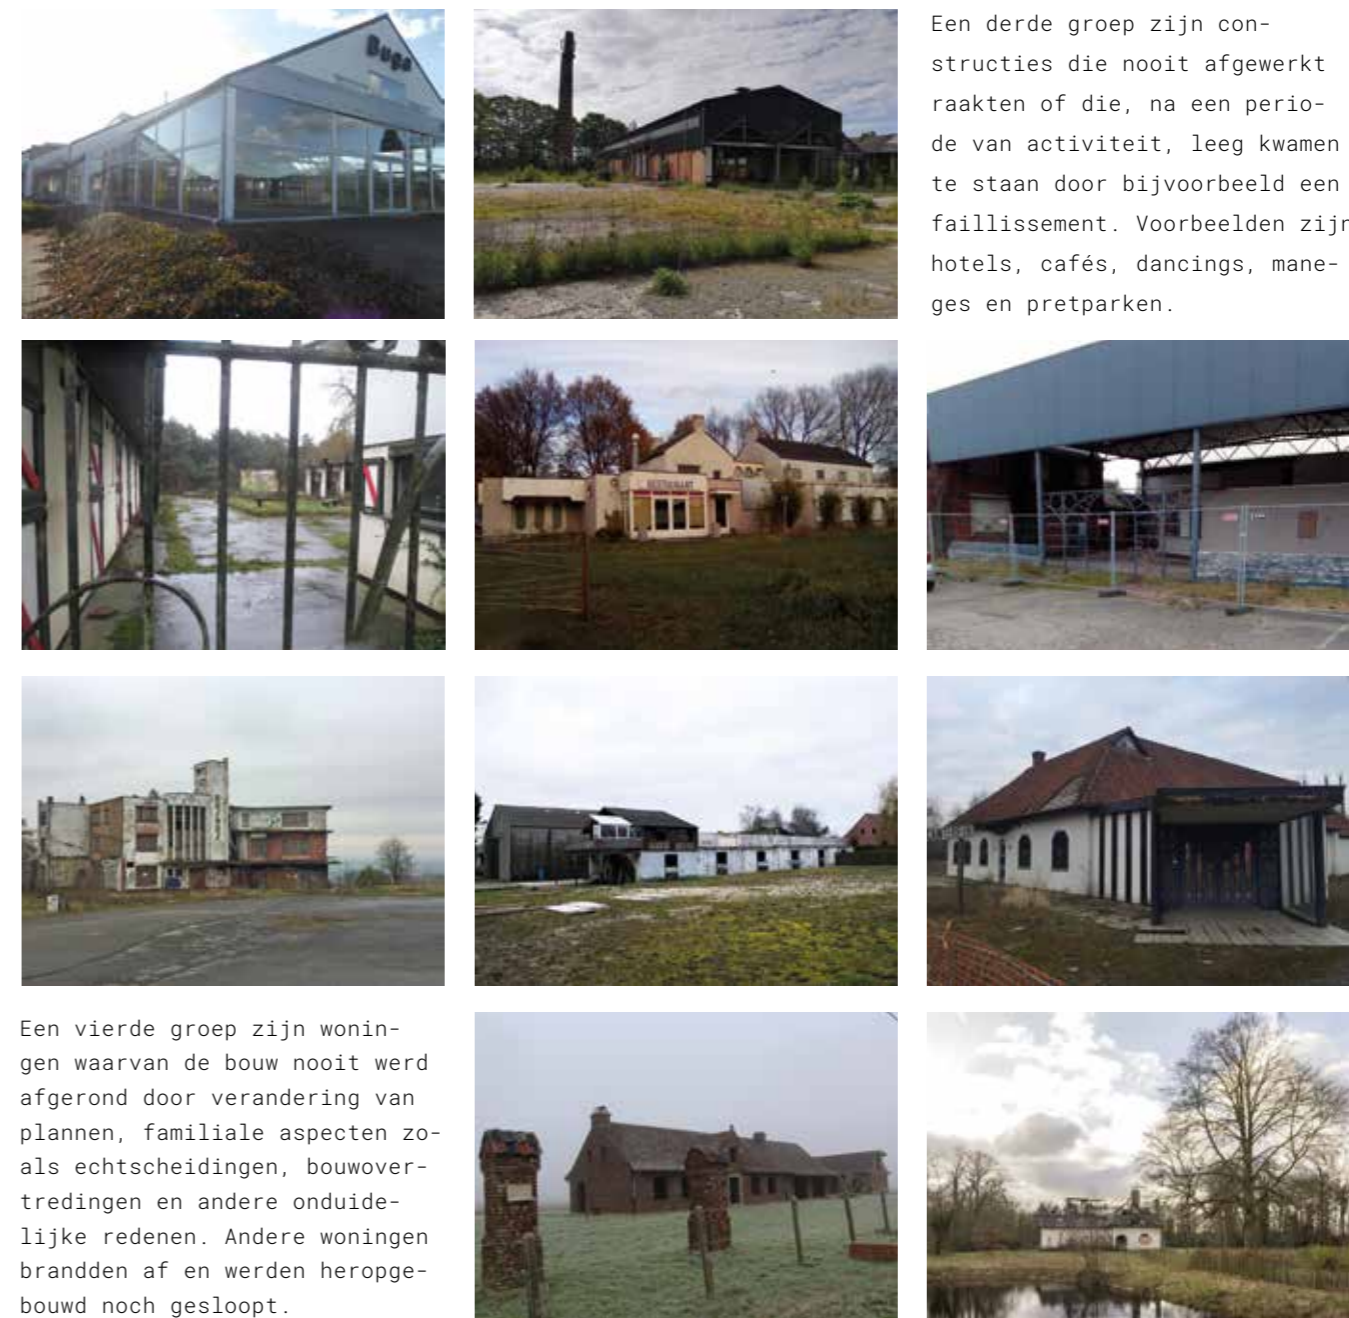 Buga
Een derde groep zijn con-
structies die nooit afgewerkt
raakten of die, na een perio-
de van activiteit, leeg kwamen
te staan door bijvoorbeeld een
faillissement. Voorbeelden zijn
hotels, cafés, dancings, mane-
ges en pretparken.
RESTAURANT
Een vierde groep zijn wonin-
gen waarvan de bouw nooit werd
afgerond door verandering van
plannen, familiale aspecten zo-
als echtscheidingen, bouwover-
tredingen en andere onduide-
lijke redenen. Andere woningen
brandden af en werden heropge-
bouwd noch gesloopt.